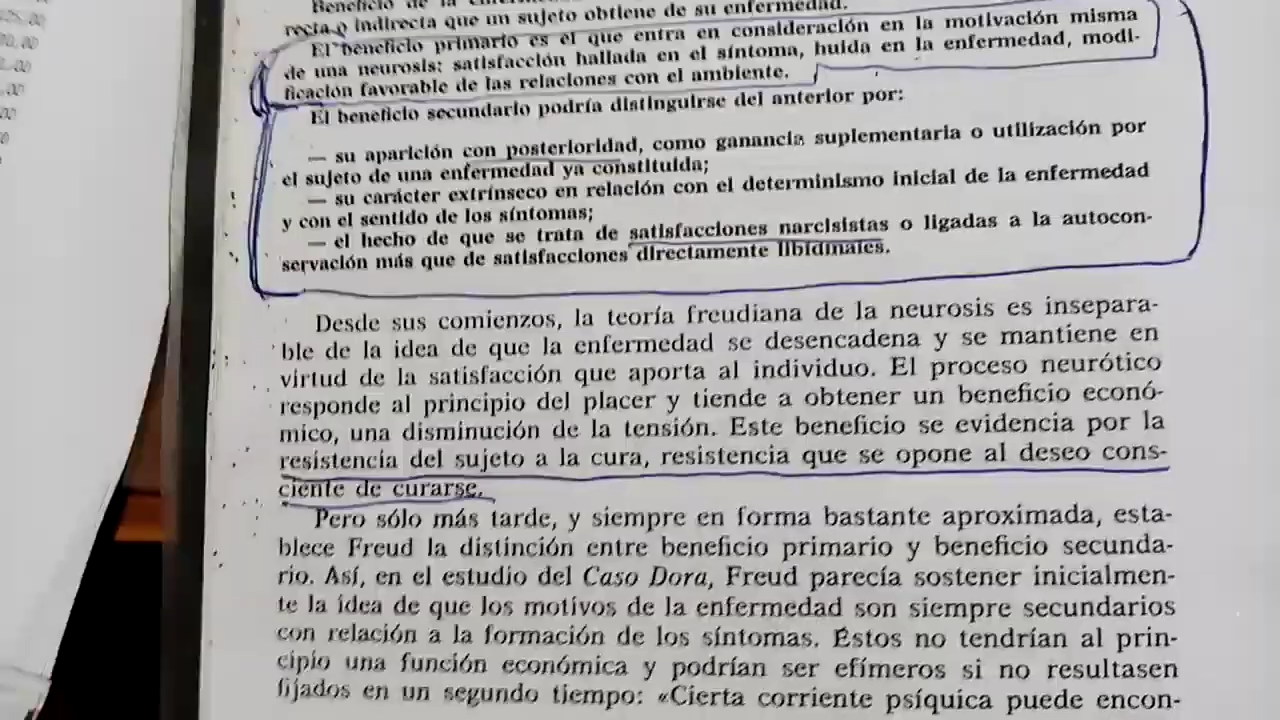 Beneficio de la
recta o indirecta que un sujeto obtiene de su enfermedad.
El beneficio primario es el que entra en consideración en la motivación misma
de una neurosis: satisfacción hallada en el síntoma, huida en la enfermedad, modi-
ficación favorable de las relaciones con el ambiente.
El beneficio secundario podría distinguirse del anterior por:
— su aparición con posterioridad, como ganancia suplementaria o utilización por
el sujeto de una enfermedad ya constituida;
— su carácter extrínseco en relación con el determinismo inicial de la enfermedad
y con el sentido de los síntomas;
— el hecho de que se trata de satisfacciones narcisistas o ligadas a la autocon-
servación más que de satisfacciones directamente libidinales.
Desde sus comienzos, la teoría freudiana de la neurosis es insepara-
ble de la idea de que la enfermedad se desencadena y se mantiene en
virtud de la satisfacción que aporta al individuo. El proceso neurótico
responde al principio del placer y tiende a obtener un beneficio econó-
mico, una disminución de la tensión. Este beneficio se evidencia por la
resistencia del sujeto a la cura, resistencia que se opone al deseo cons-
ciente de curarse.
Pero sólo más tarde, y siempre en forma bastante aproximada, esta-
blece Freud la distinción entre beneficio primario y beneficio secunda-
rio. Así, en el estudio del Caso Dora, Freud parecía sostener inicialmen-
te la idea de que los motivos de la enfermedad son siempre secundarios
con relación a la formación de los síntomas. Éstos no tendrían al prin-
cipio una función económica y podrían ser efímeros si no resultasen
fijados en un segundo tiempo: «Cierta corriente psíquica puede encon-